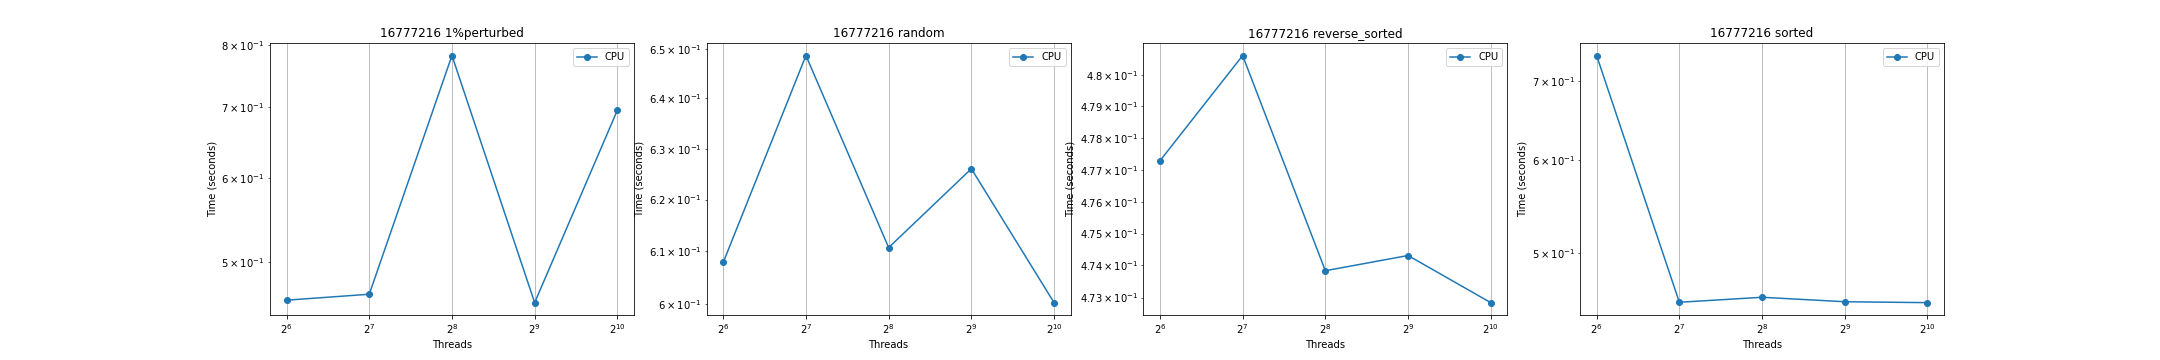 16777216 1%perturbed
8 × 10⁻¹
7 × 10⁻¹
6 × 10⁻¹
5 × 10⁻¹
Time (seconds)
CPU
2⁶ 2⁷ 2⁸ 2⁹ 2¹⁰
Threads
16777216 random
6.5 × 10⁻¹
6.4 × 10⁻¹
6.3 × 10⁻¹
6.2 × 10⁻¹
6.1 × 10⁻¹
6 × 10⁻¹
Time (seconds)
CPU
2⁶ 2⁷ 2⁸ 2⁹ 2¹⁰
Threads
16777216 reverse_sorted
4.8 × 10⁻¹
4.79 × 10⁻¹
4.78 × 10⁻¹
4.77 × 10⁻¹
4.76 × 10⁻¹
4.75 × 10⁻¹
4.74 × 10⁻¹
4.73 × 10⁻¹
Time (seconds)
CPU
2⁶ 2⁷ 2⁸ 2⁹ 2¹⁰
Threads
16777216 sorted
7 × 10⁻¹
6 × 10⁻¹
5 × 10⁻¹
Time (seconds)
CPU
2⁶ 2⁷ 2⁸ 2⁹ 2¹⁰
Threads